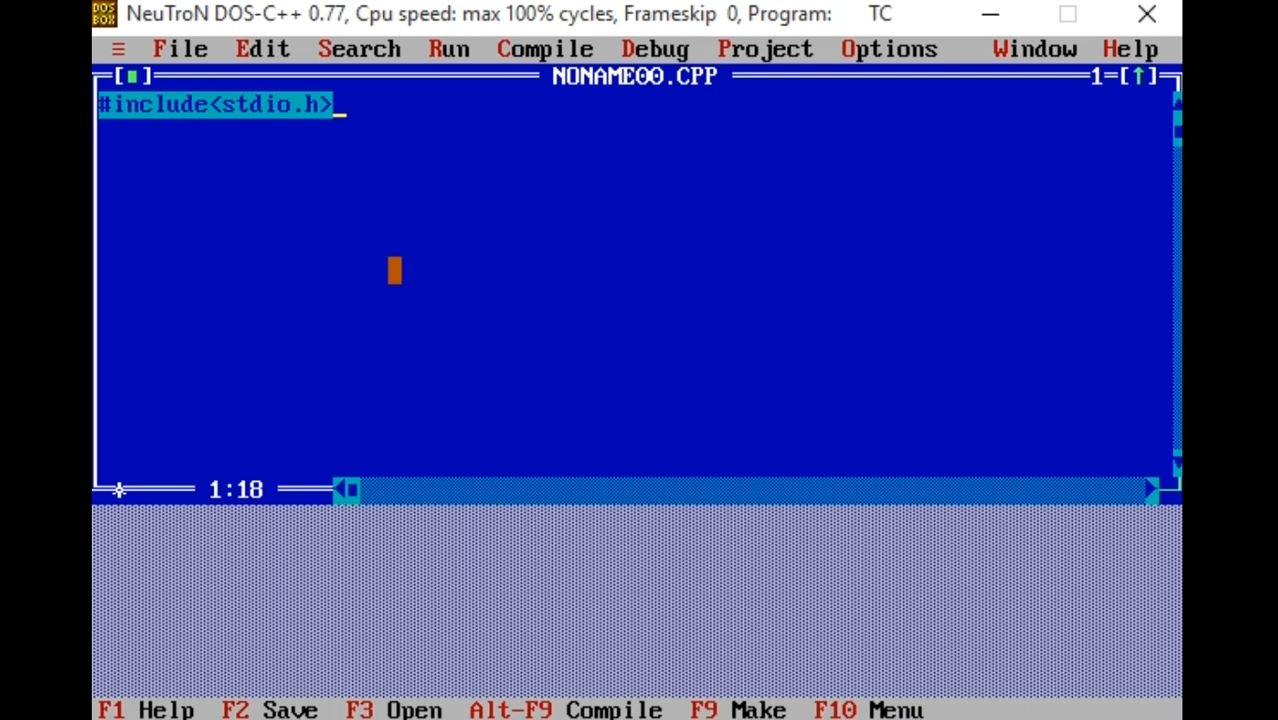 NeuTroN DOS-C++ 0.77, Cpu speed: max 100% cycles, Frameskip 0, Program: TC
≡ File Edit Search Run Compile Debug Project Options Window Help
[■] NONAME00.CPP 1=[↑]
#include<stdio.h>_
1:18
F1 Help F2 Save F3 Open Alt-F9 Compile F9 Make F10 Menu